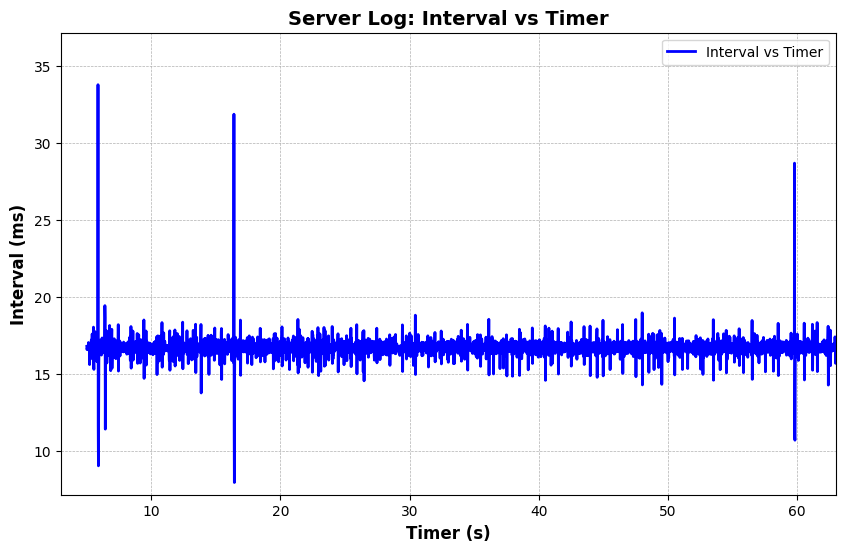 Server Log: Interval vs Timer
Interval vs Timer
35
30
25
20
15
10
Interval (ms)
10 20 30 40 50 60
Timer (s)